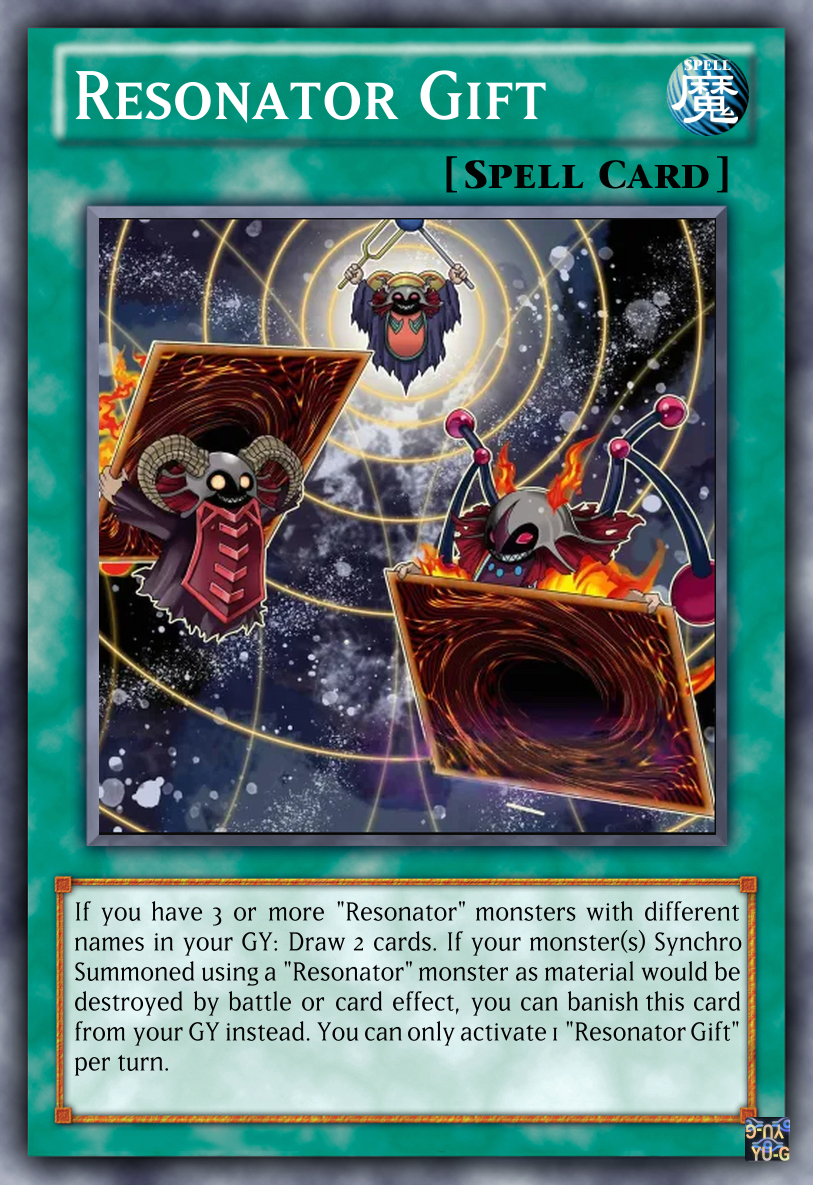 Resonator Gift
SPELL
魔
[Spell Card]
If you have 3 or more "Resonator" monsters with different
names in your GY: Draw 2 cards. If your monster(s) Synchro
Summoned using a "Resonator" monster as material would be
destroyed by battle or card effect, you can banish this card
from your GY instead. You can only activate 1 "Resonator Gift"
per turn.
YU-G
YU-G